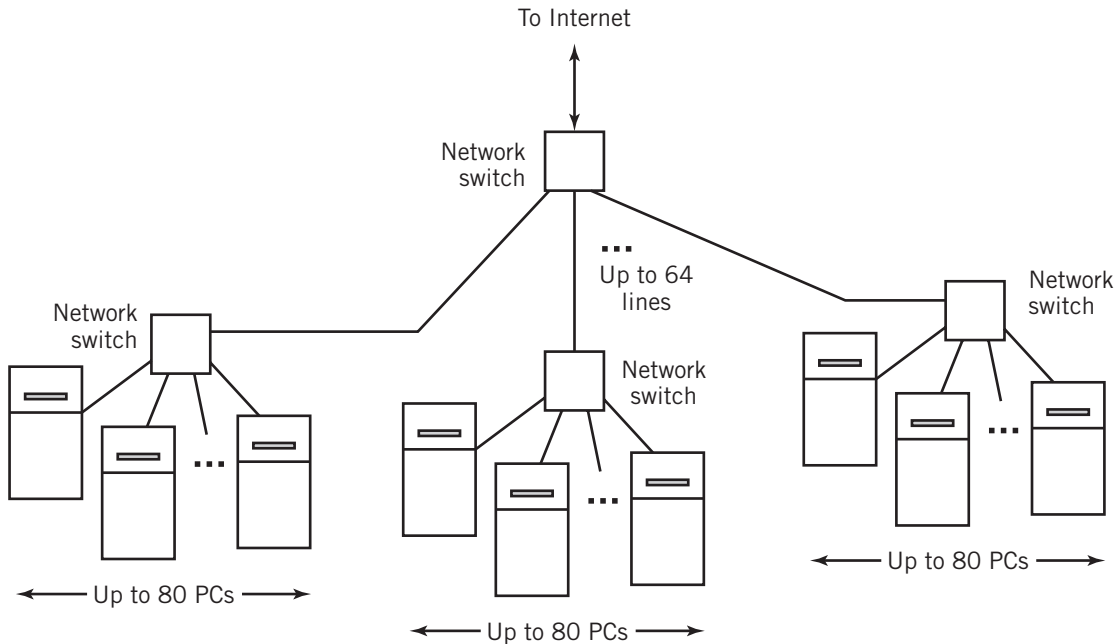 To Internet
Network
switch
▪▪▪
Up to 64
lines
Network
switch
Network
switch
Network
switch
▪▪▪
▪▪▪
▪▪▪
Up to 80 PCs
Up to 80 PCs
Up to 80 PCs